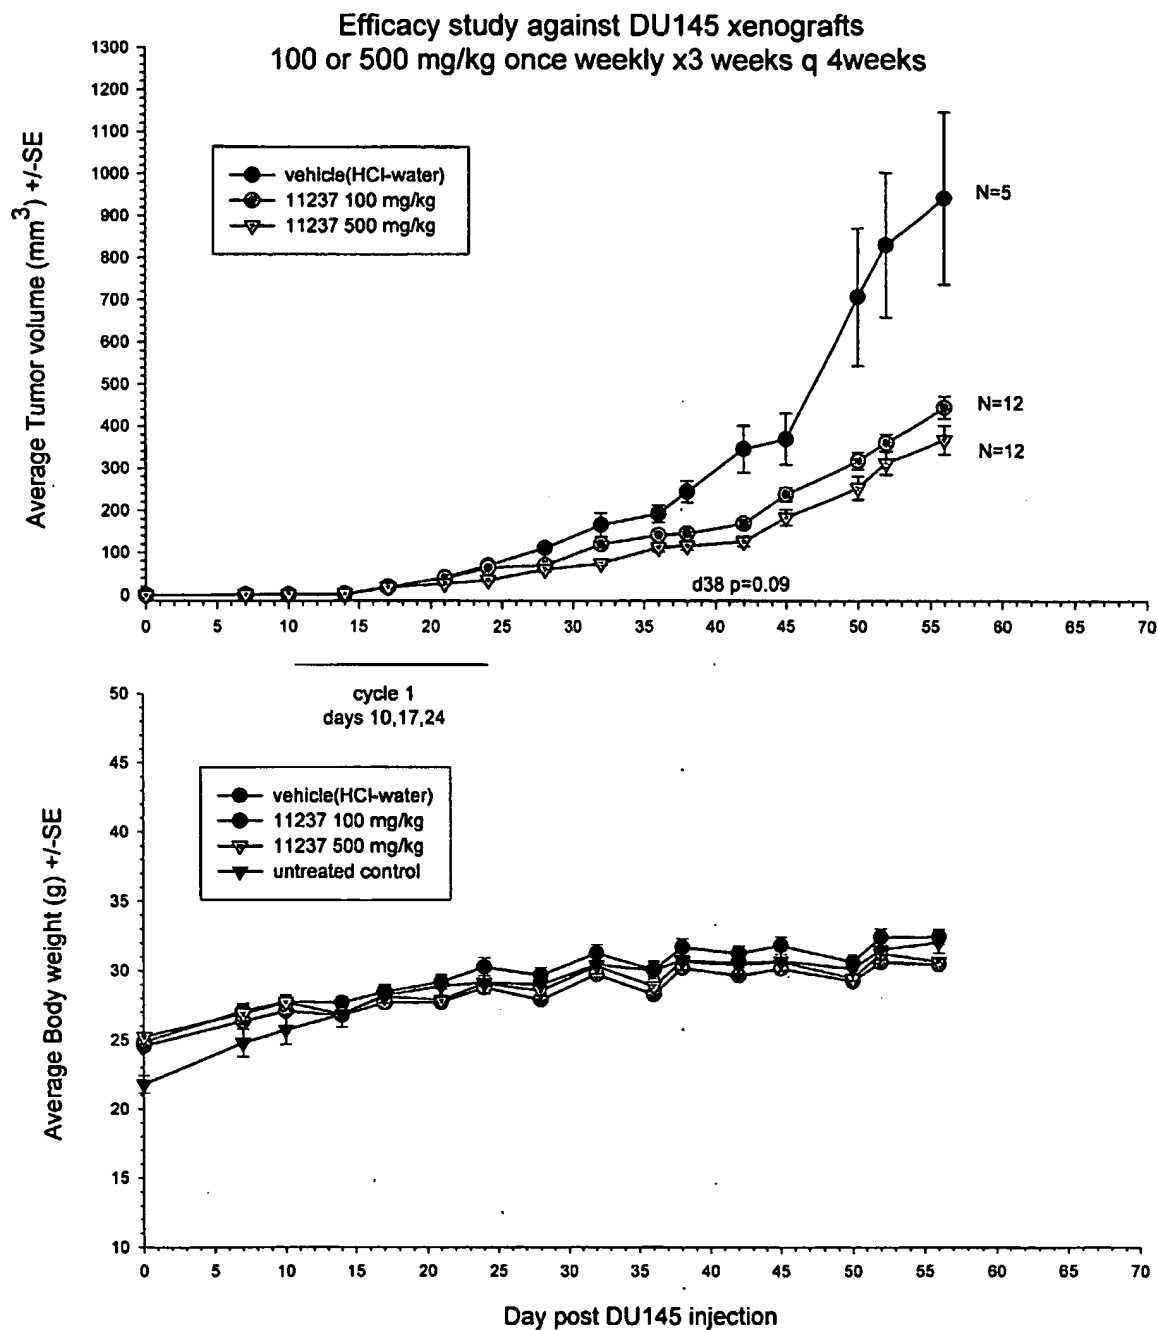 Efficacy study against DU145 xenografts
100 or 500 mg/kg once weekly x3 weeks q 4weeks
Average Tumor volume (mm³) +/-SE
1300
1200
1100
1000
900
800
700
600
500
400
300
200
100
0
vehicle(HCl-water)
11237 100 mg/kg
11237 500 mg/kg
N=5
N=12
N=12
d38 p=0.09
0 5 10 15 20 25 30 35 40 45 50 55 60 65 70
cycle 1
days 10,17,24
Average Body weight (g) +/-SE
50
45
40
35
30
25
20
15
10
vehicle(HCl-water)
11237 100 mg/kg
11237 500 mg/kg
untreated control
0 5 10 15 20 25 30 35 40 45 50 55 60 65 70
Day post DU145 injection